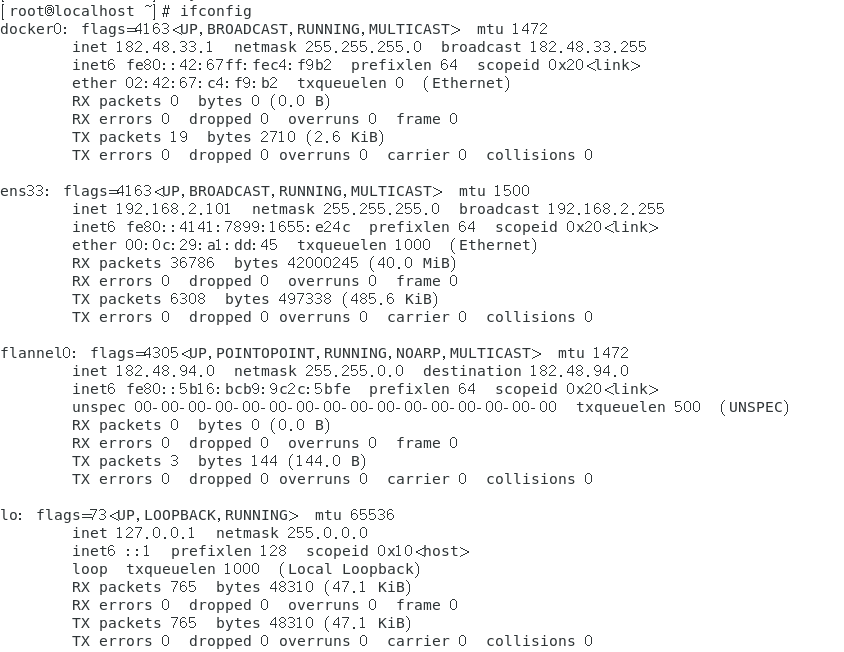 [root@localhost ~]# ifconfig
docker0: flags=4163<UP,BROADCAST,RUNNING,MULTICAST>  mtu 1472
        inet 182.48.33.1  netmask 255.255.255.0  broadcast 182.48.33.255
        inet6 fe80::42:67ff:fec4:f9b2  prefixlen 64  scopeid 0x20<link>
        ether 02:42:67:c4:f9:b2  txqueuelen 0  (Ethernet)
        RX packets 0  bytes 0 (0.0 B)
        RX errors 0  dropped 0  overruns 0  frame 0
        TX packets 19  bytes 2710 (2.6 KiB)
        TX errors 0  dropped 0 overruns 0  carrier 0  collisions 0

ens33: flags=4163<UP,BROADCAST,RUNNING,MULTICAST>  mtu 1500
        inet 192.168.2.101  netmask 255.255.255.0  broadcast 192.168.2.255
        inet6 fe80::4141:7899:1655:e24c  prefixlen 64  scopeid 0x20<link>
        ether 00:0c:29:a1:dd:45  txqueuelen 1000  (Ethernet)
        RX packets 36786  bytes 42000245 (40.0 MiB)
        RX errors 0  dropped 0  overruns 0  frame 0
        TX packets 6308  bytes 497338 (485.6 KiB)
        TX errors 0  dropped 0 overruns 0  carrier 0  collisions 0

flannel0: flags=4305<UP,POINTOPOINT,RUNNING,NOARP,MULTICAST>  mtu 1472
        inet 182.48.94.0  netmask 255.255.0.0  destination 182.48.94.0
        inet6 fe80::5b16:bcb9:9c2c:5bfe  prefixlen 64  scopeid 0x20<link>
        unspec 00-00-00-00-00-00-00-00-00-00-00-00-00-00-00-00  txqueuelen 500  (UNSPEC)
        RX packets 0  bytes 0 (0.0 B)
        RX errors 0  dropped 0  overruns 0  frame 0
        TX packets 3  bytes 144 (144.0 B)
        TX errors 0  dropped 0 overruns 0  carrier 0  collisions 0

lo: flags=73<UP,LOOPBACK,RUNNING>  mtu 65536
        inet 127.0.0.1  netmask 255.0.0.0
        inet6 ::1  prefixlen 128  scopeid 0x10<host>
        loop  txqueuelen 1000  (Local Loopback)
        RX packets 765  bytes 48310 (47.1 KiB)
        RX errors 0  dropped 0  overruns 0  frame 0
        TX packets 765  bytes 48310 (47.1 KiB)
        TX errors 0  dropped 0 overruns 0  carrier 0  collisions 0